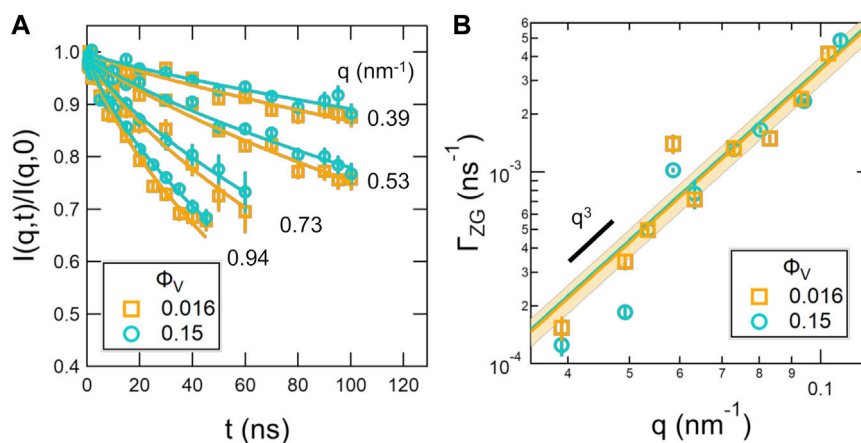 A
I(q,t)/I(q,0)
1.0
0.9
0.8
0.7
0.6
0.5
0.4
q (nm⁻¹)
0.39
0.53
0.73
0.94
Φ_V
0.016
0.15
0 20 40 60 80 100 120
t (ns)
B
Γ_ZG (ns⁻¹)
6
5
4
3
2
10⁻³
6
5
4
3
2
10⁻⁴
q³
Φ_V
0.016
0.15
4 5 6 7 8 9 0.1
q (nm⁻¹)